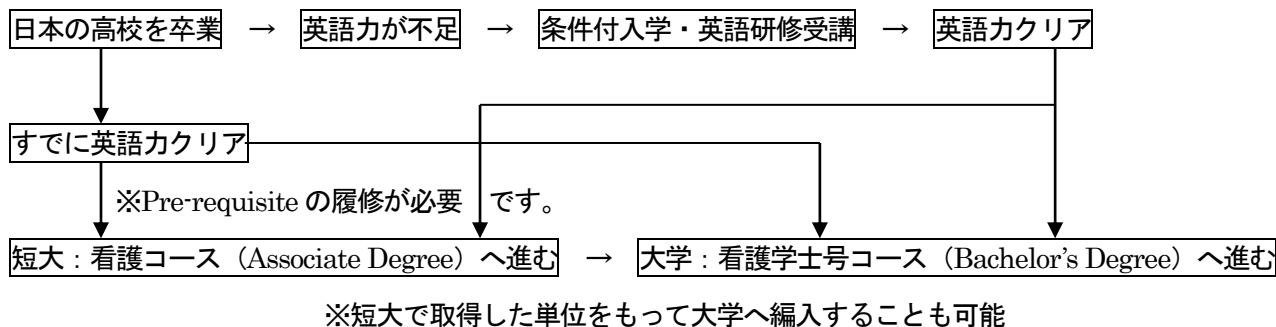 日本の高校を卒業 → 英語力が不足 → 条件付入学・英語研修受講 → 英語力クリア
すでに英語力クリア
※Pre-requisite の履修が必要です。
短大：看護コース（Associate Degree）へ進む → 大学：看護学士号コース（Bachelor's Degree）へ進む
※短大で取得した単位をもって大学へ編入することも可能